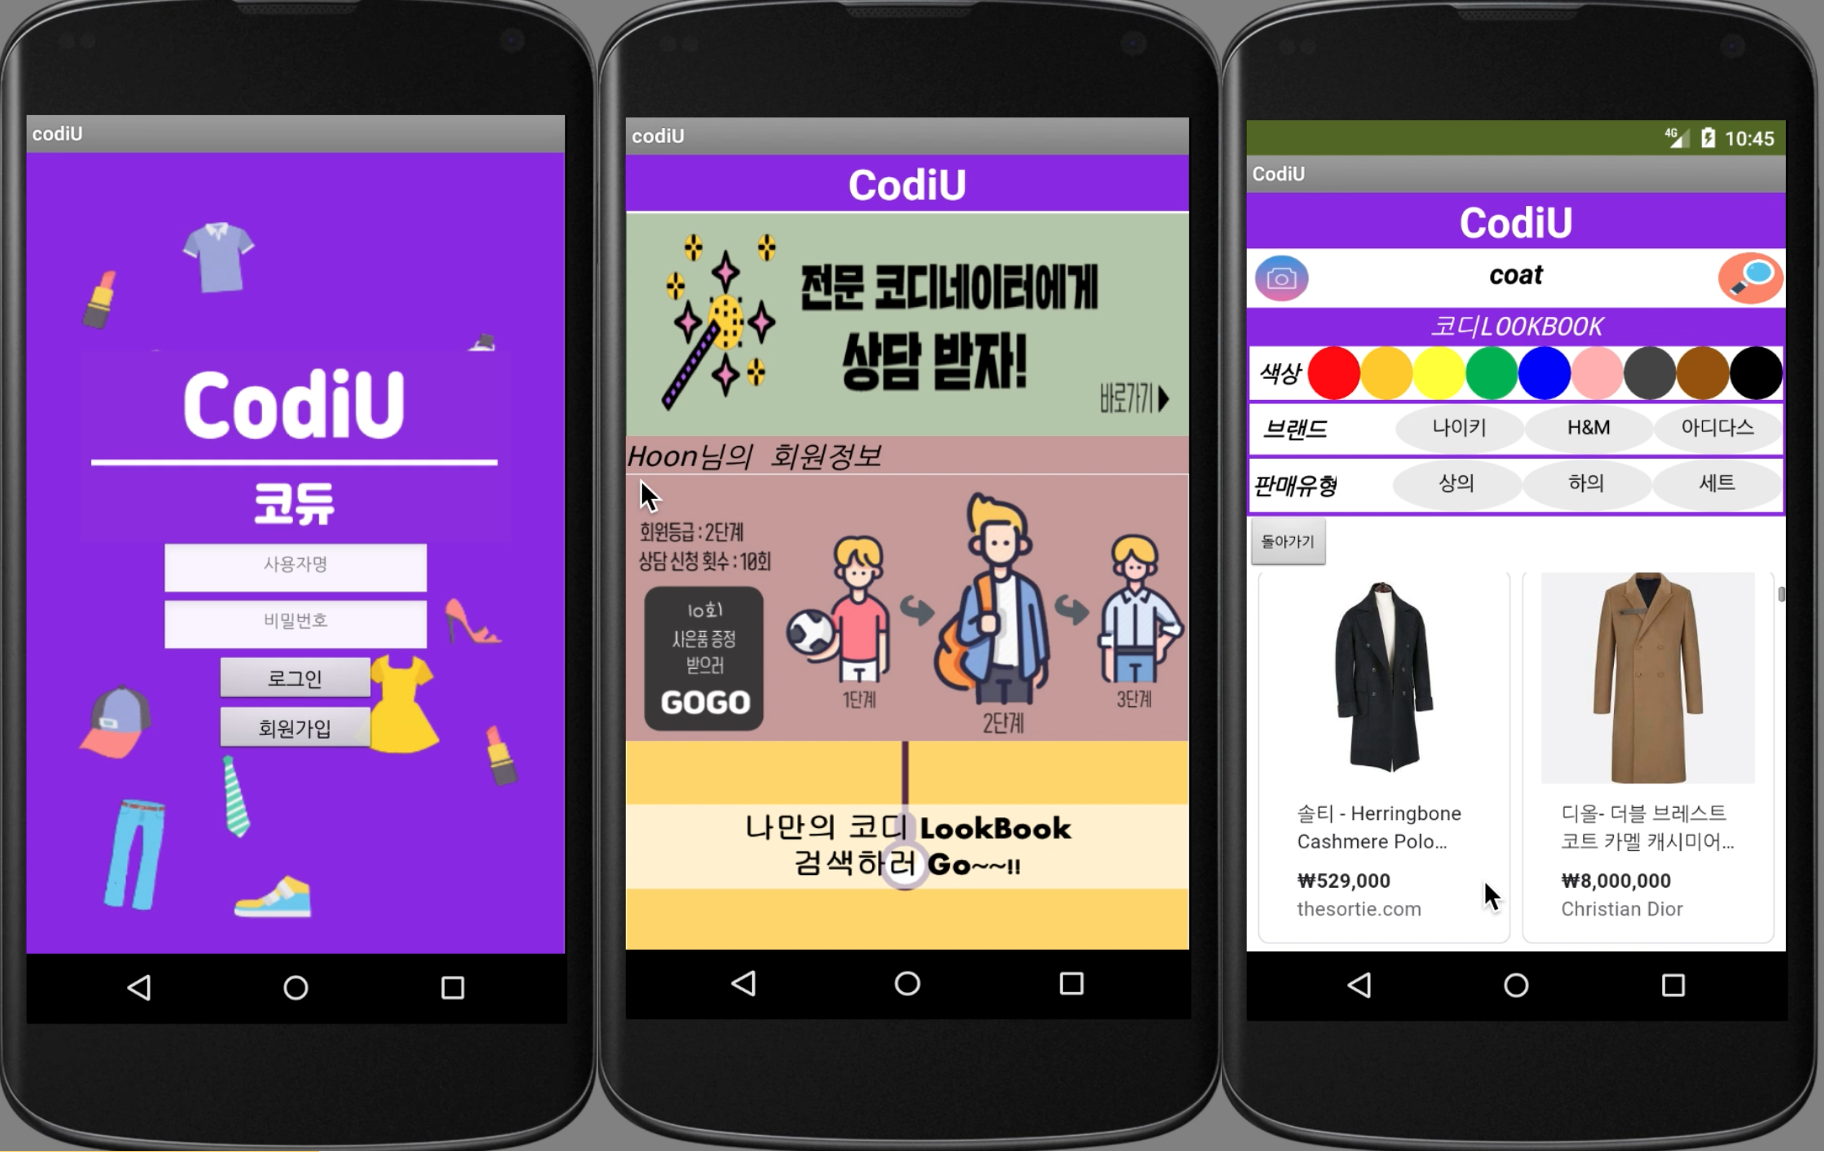 codiU
CodiU
코듀
사용자명
비밀번호
로그인
회원가입
codiU
CodiU
전문 코디네이터에게
상담 받자!
바로가기
Hoon님의 회원정보
회원등급 : 2단계
상담 신청 횟수 : 10회
10회
사은품 증정
받으러
GOGO
1단계
2단계
3단계
나만의 코디 LookBook
검색하러 Go~~!!
4G 10:45
CodiU
CodiU
coat
코디LOOKBOOK
색상
브랜드 나이키 H&M 아디다스
판매유형 상의 하의 세트
돌아가기
솔티 - Herringbone
Cashmere Polo...
₩529,000
thesortie.com
디올- 더블 브레스트
코트 카멜 캐시미어...
₩8,000,000
Christian Dior